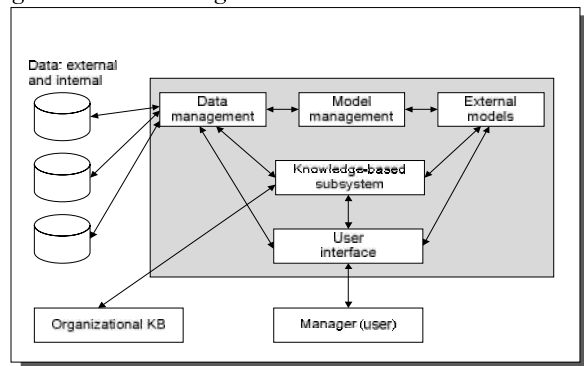 Data: external
and internal
Data
management
Model
management
External
models
Knowledge-based
subsystem
User
interface
Organizational KB
Manager (user)